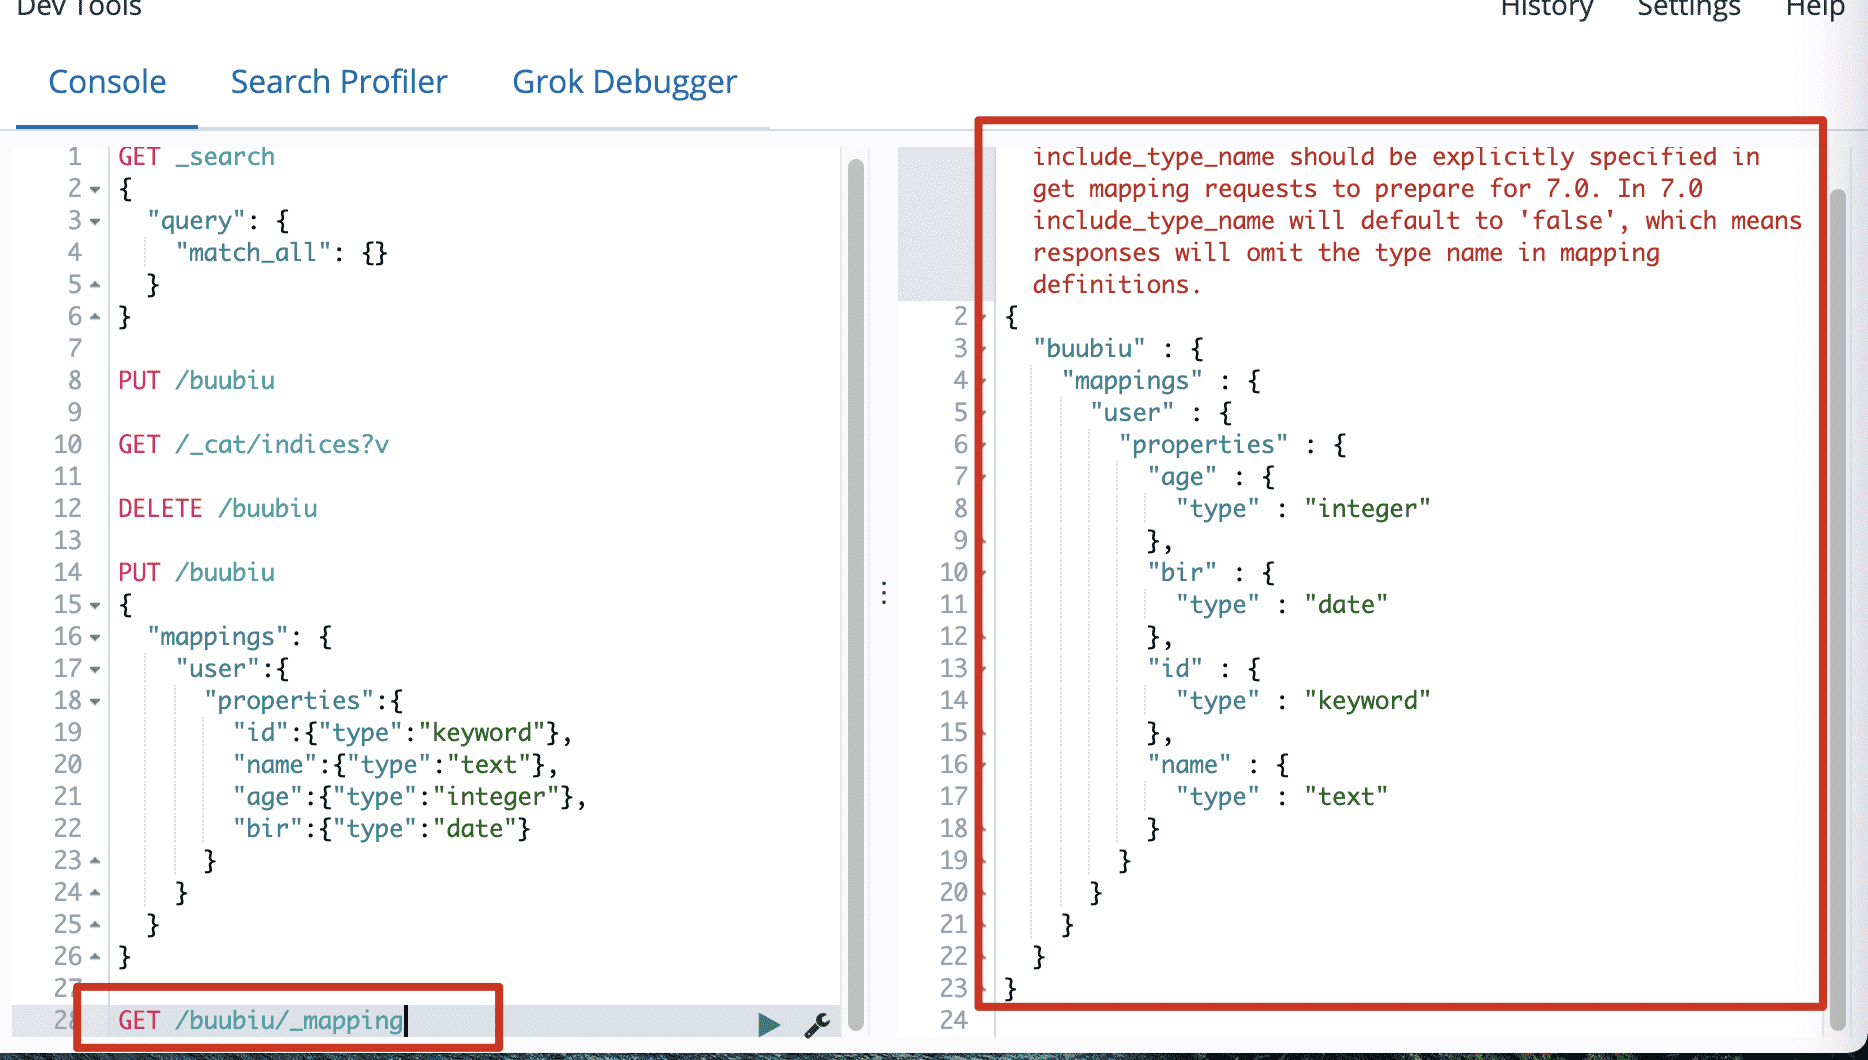 Dev Tools
History Settings Help
Console Search Profiler Grok Debugger
1 GET _search
2 {
3 "query": {
4 "match_all": {}
5 }
6 }
7
8 PUT /buubiu
9
10 GET /_cat/indices?v
11
12 DELETE /buubiu
13
14 PUT /buubiu
15 {
16 "mappings": {
17 "user":{
18 "properties":{
19 "id":{"type":"keyword"},
20 "name":{"type":"text"},
21 "age":{"type":"integer"},
22 "bir":{"type":"date"}
23 }
24 }
25 }
26 }
27
28 GET /buubiu/_mapping
include_type_name should be explicitly specified in
get mapping requests to prepare for 7.0. In 7.0
include_type_name will default to 'false', which means
responses will omit the type name in mapping
definitions.
2 {
3 "buubiu" : {
4 "mappings" : {
5 "user" : {
6 "properties" : {
7 "age" : {
8 "type" : "integer"
9 },
10 "bir" : {
11 "type" : "date"
12 },
13 "id" : {
14 "type" : "keyword"
15 },
16 "name" : {
17 "type" : "text"
18 }
19 }
20 }
21 }
22 }
23 }
24